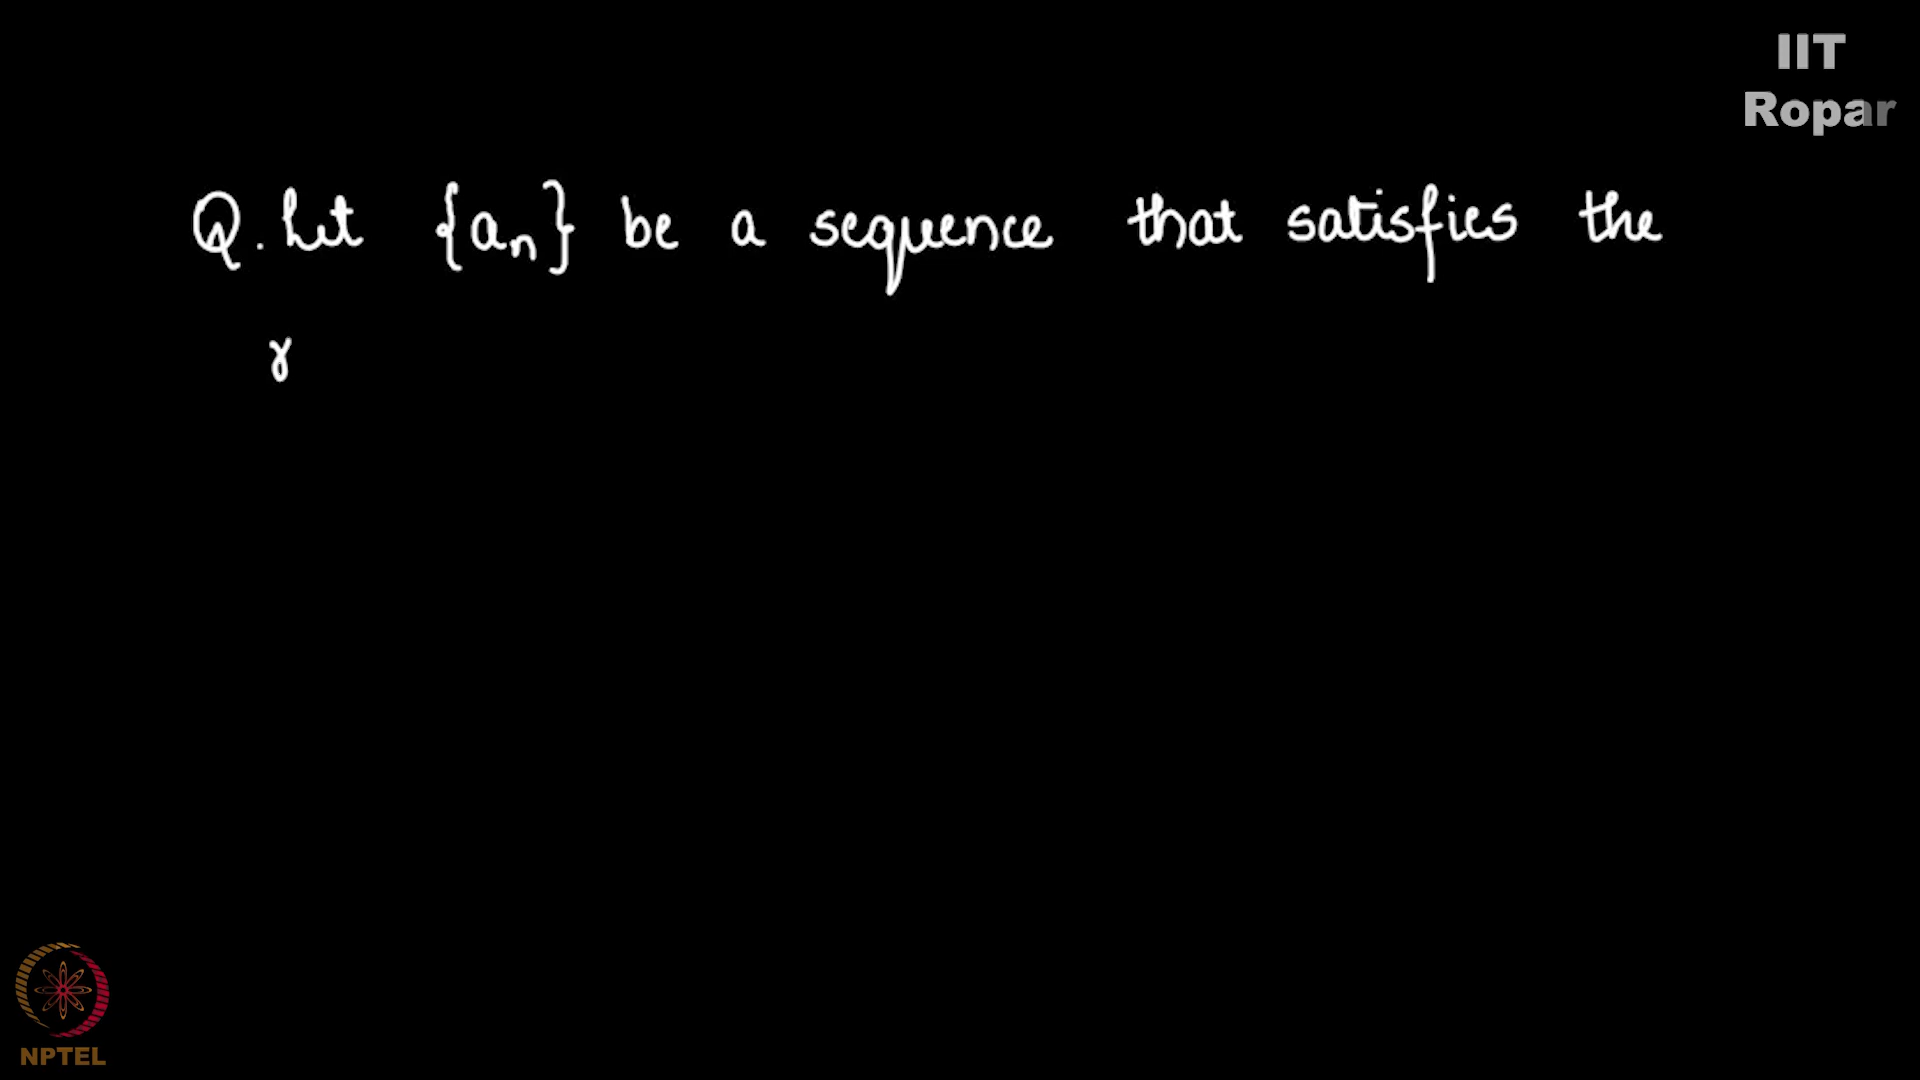 IIT
Ropar
Q. Let {aₙ} be a sequence that satisfies the
r
NPTEL